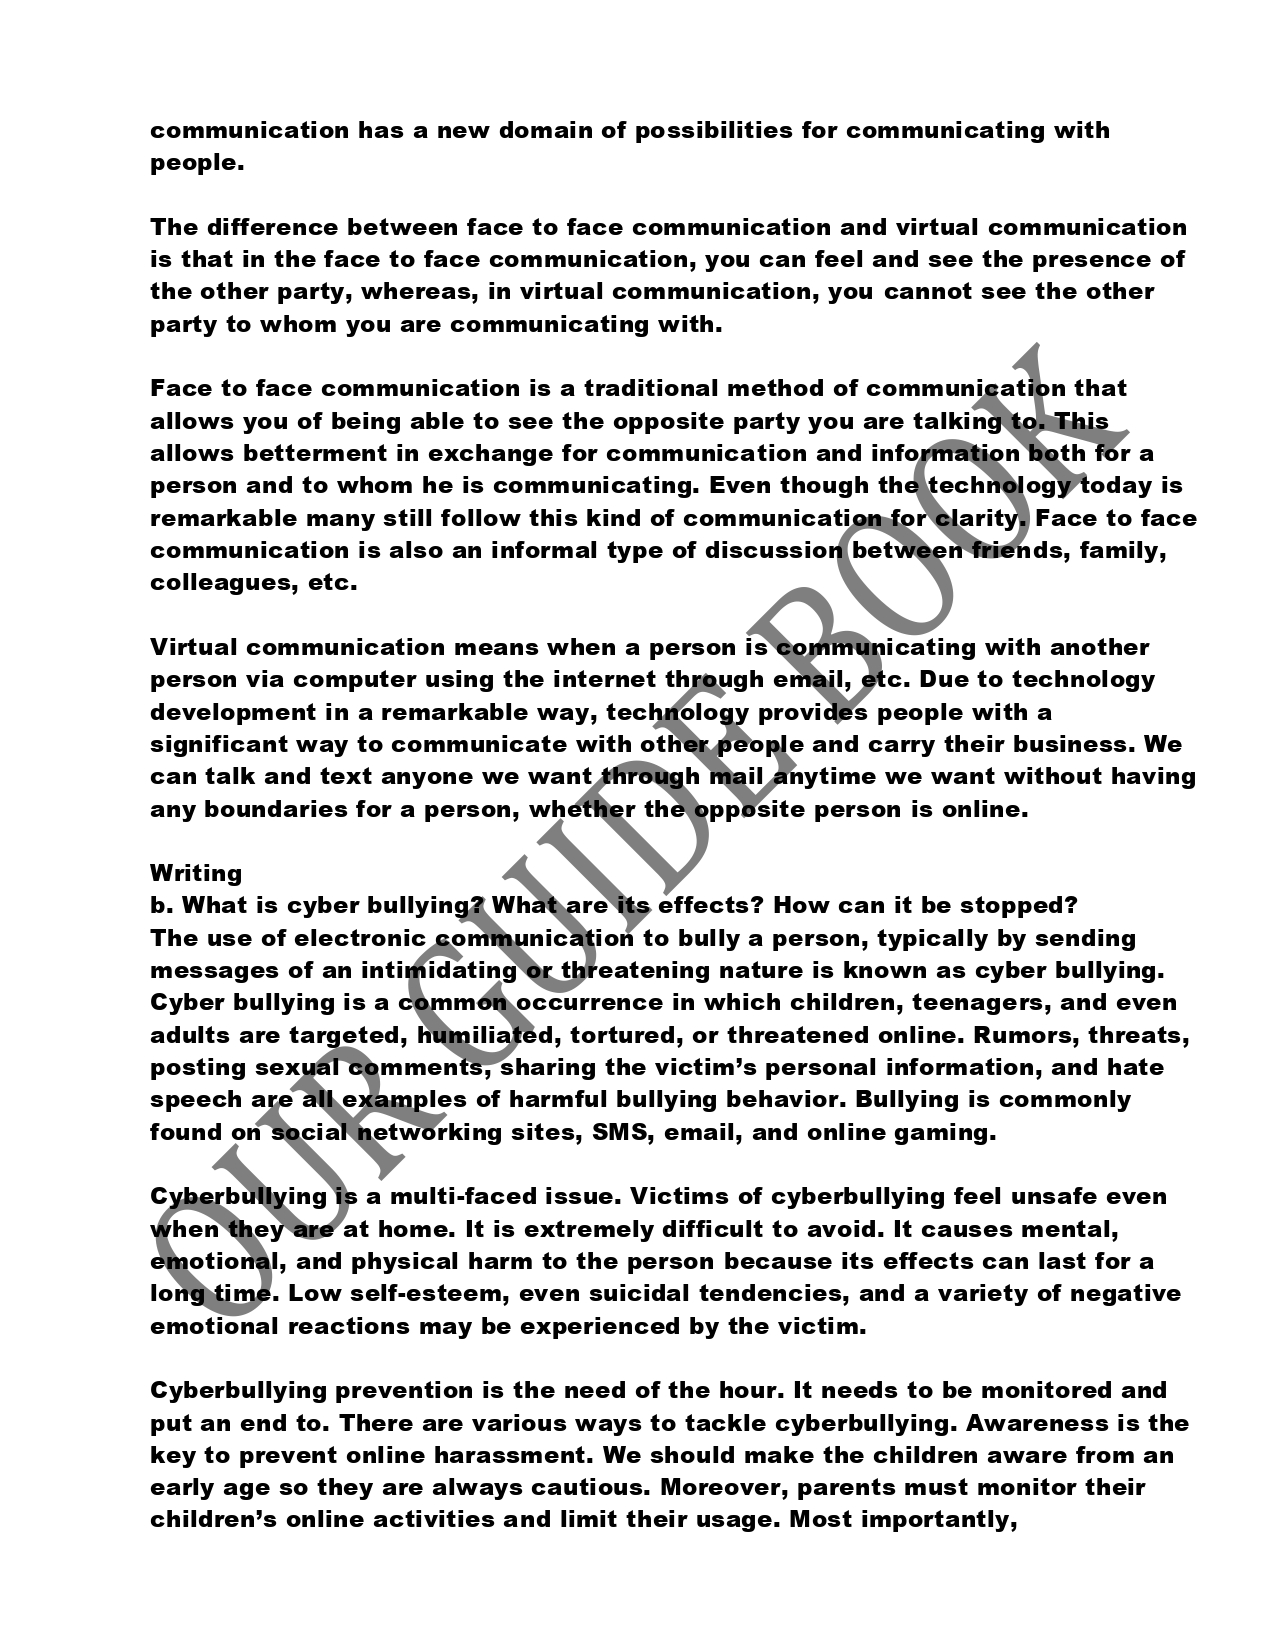 communication has a new domain of possibilities for communicating with
people.
The difference between face to face communication and virtual communication
is that in the face to face communication, you can feel and see the presence of
the other party, whereas, in virtual communication, you cannot see the other
party to whom you are communicating with.
Face to face communication is a traditional method of communication that
allows you of being able to see the opposite party you are talking to. This
allows betterment in exchange for communication and information both for a
person and to whom he is communicating. Even though the technology today is
remarkable many still follow this kind of communication for clarity. Face to face
communication is also an informal type of discussion between friends, family,
colleagues, etc.
Virtual communication means when a person is communicating with another
person via computer using the internet through email, etc. Due to technology
development in a remarkable way, technology provides people with a
significant way to communicate with other people and carry their business. We
can talk and text anyone we want through mail anytime we want without having
any boundaries for a person, whether the opposite person is online.
Writing
b. What is cyber bullying? What are its effects? How can it be stopped?
The use of electronic communication to bully a person, typically by sending
messages of an intimidating or threatening nature is known as cyber bullying.
Cyber bullying is a common occurrence in which children, teenagers, and even
adults are targeted, humiliated, tortured, or threatened online. Rumors, threats,
posting sexual comments, sharing the victim’s personal information, and hate
speech are all examples of harmful bullying behavior. Bullying is commonly
found on social networking sites, SMS, email, and online gaming.
Cyberbullying is a multi-faced issue. Victims of cyberbullying feel unsafe even
when they are at home. It is extremely difficult to avoid. It causes mental,
emotional, and physical harm to the person because its effects can last for a
long time. Low self-esteem, even suicidal tendencies, and a variety of negative
emotional reactions may be experienced by the victim.
Cyberbullying prevention is the need of the hour. It needs to be monitored and
put an end to. There are various ways to tackle cyberbullying. Awareness is the
key to prevent online harassment. We should make the children aware from an
early age so they are always cautious. Moreover, parents must monitor their
children’s online activities and limit their usage. Most importantly,
OUR GUIDE BOOK